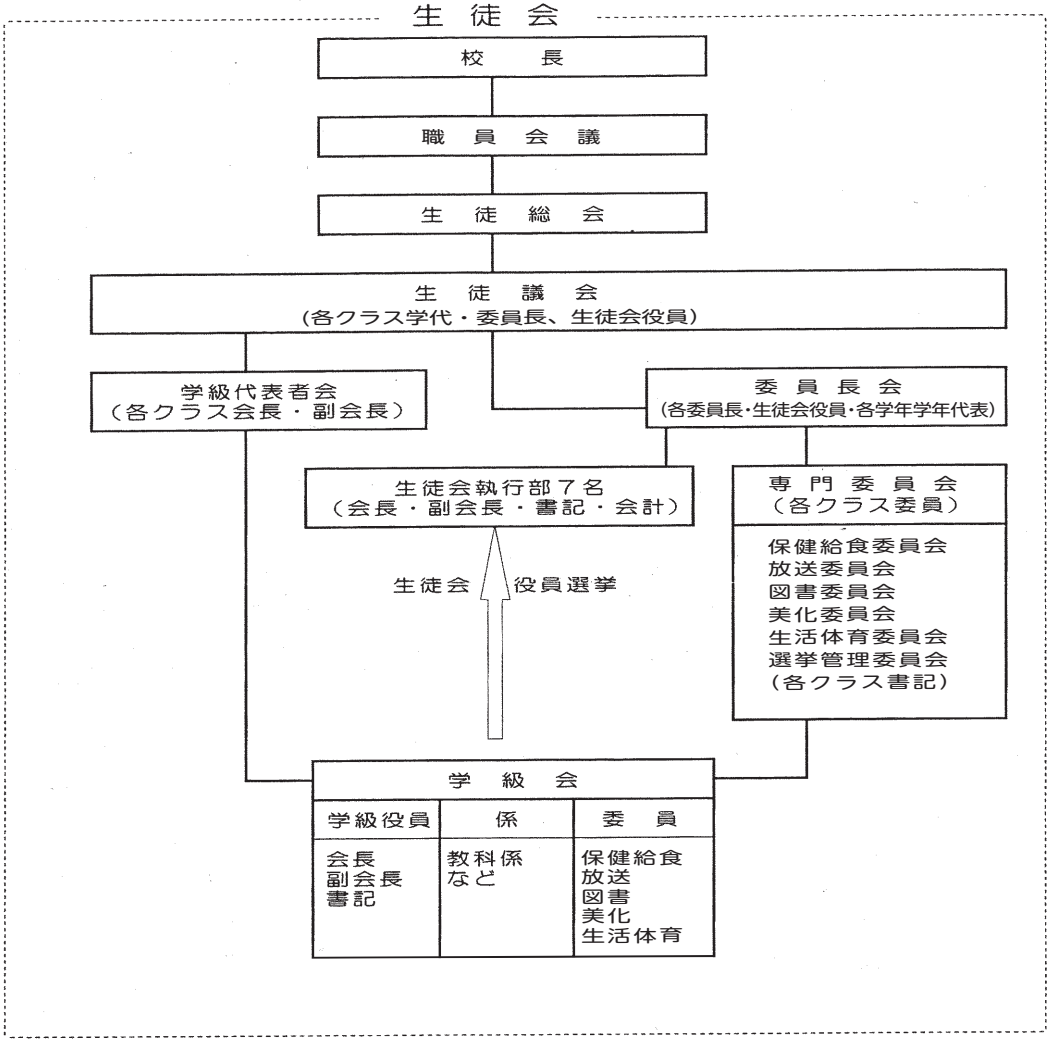 生徒会
校長
職員会議
生徒総会
生徒議会
(各クラス学代・委員長、生徒会役員)
学級代表者会
(各クラス会長・副会長)
委員長会
(各委員長・生徒会役員・各学年学年代表)
生徒会執行部7名
(会長・副会長・書記・会計)
専門委員会
(各クラス委員)
保健給食委員会
放送委員会
図書委員会
美化委員会
生活体育委員会
選挙管理委員会
(各クラス書記)
生徒会 役員選挙
学級会
学級役員
会長
副会長
書記
係
教科係
など
委員
保健給食
放送
図書
美化
生活体育